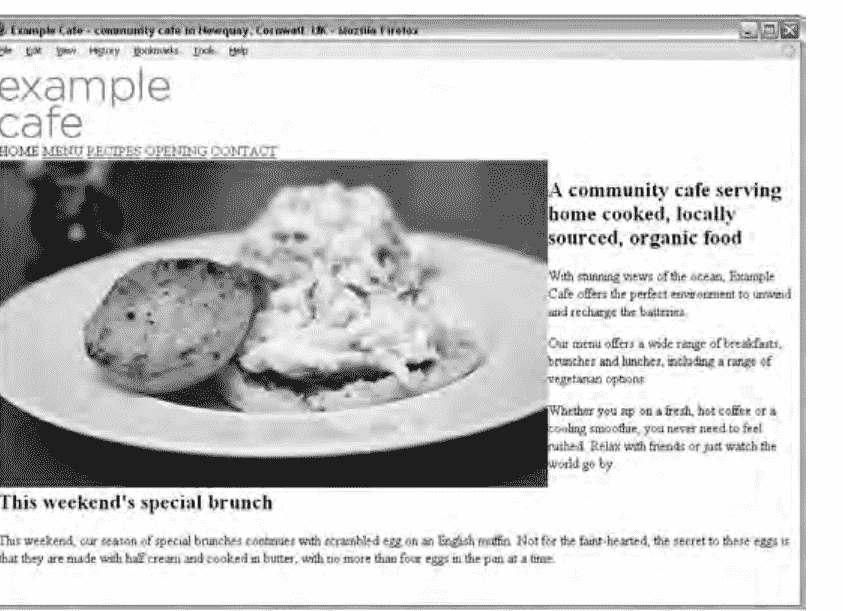 Example Cafe - community cafe in Newquay, Cornwall, UK - Mozilla Firefox
File Edit View History Bookmarks Tools Help
example
cafe
HOME MENU RECIPES OPENING CONTACT
A community cafe serving
home cooked, locally
sourced, organic food
With stunning views of the ocean, Example
Cafe offers the perfect environment to unwind
and recharge the batteries.
Our menu offers a wide range of breakfasts,
brunches and lunches, including a range of
vegetarian options.
Whether you sip on a fresh, hot coffee or a
cooling smoothie, you never need to feel
rushed. Relax with friends or just watch the
world go by.
This weekend's special brunch
This weekend, our season of special brunches continues with scrambled egg on an English muffin. Not for the faint-hearted, the secret to these eggs is
that they are made with half cream and cooked in butter, with no more than four eggs in the pan at a time.